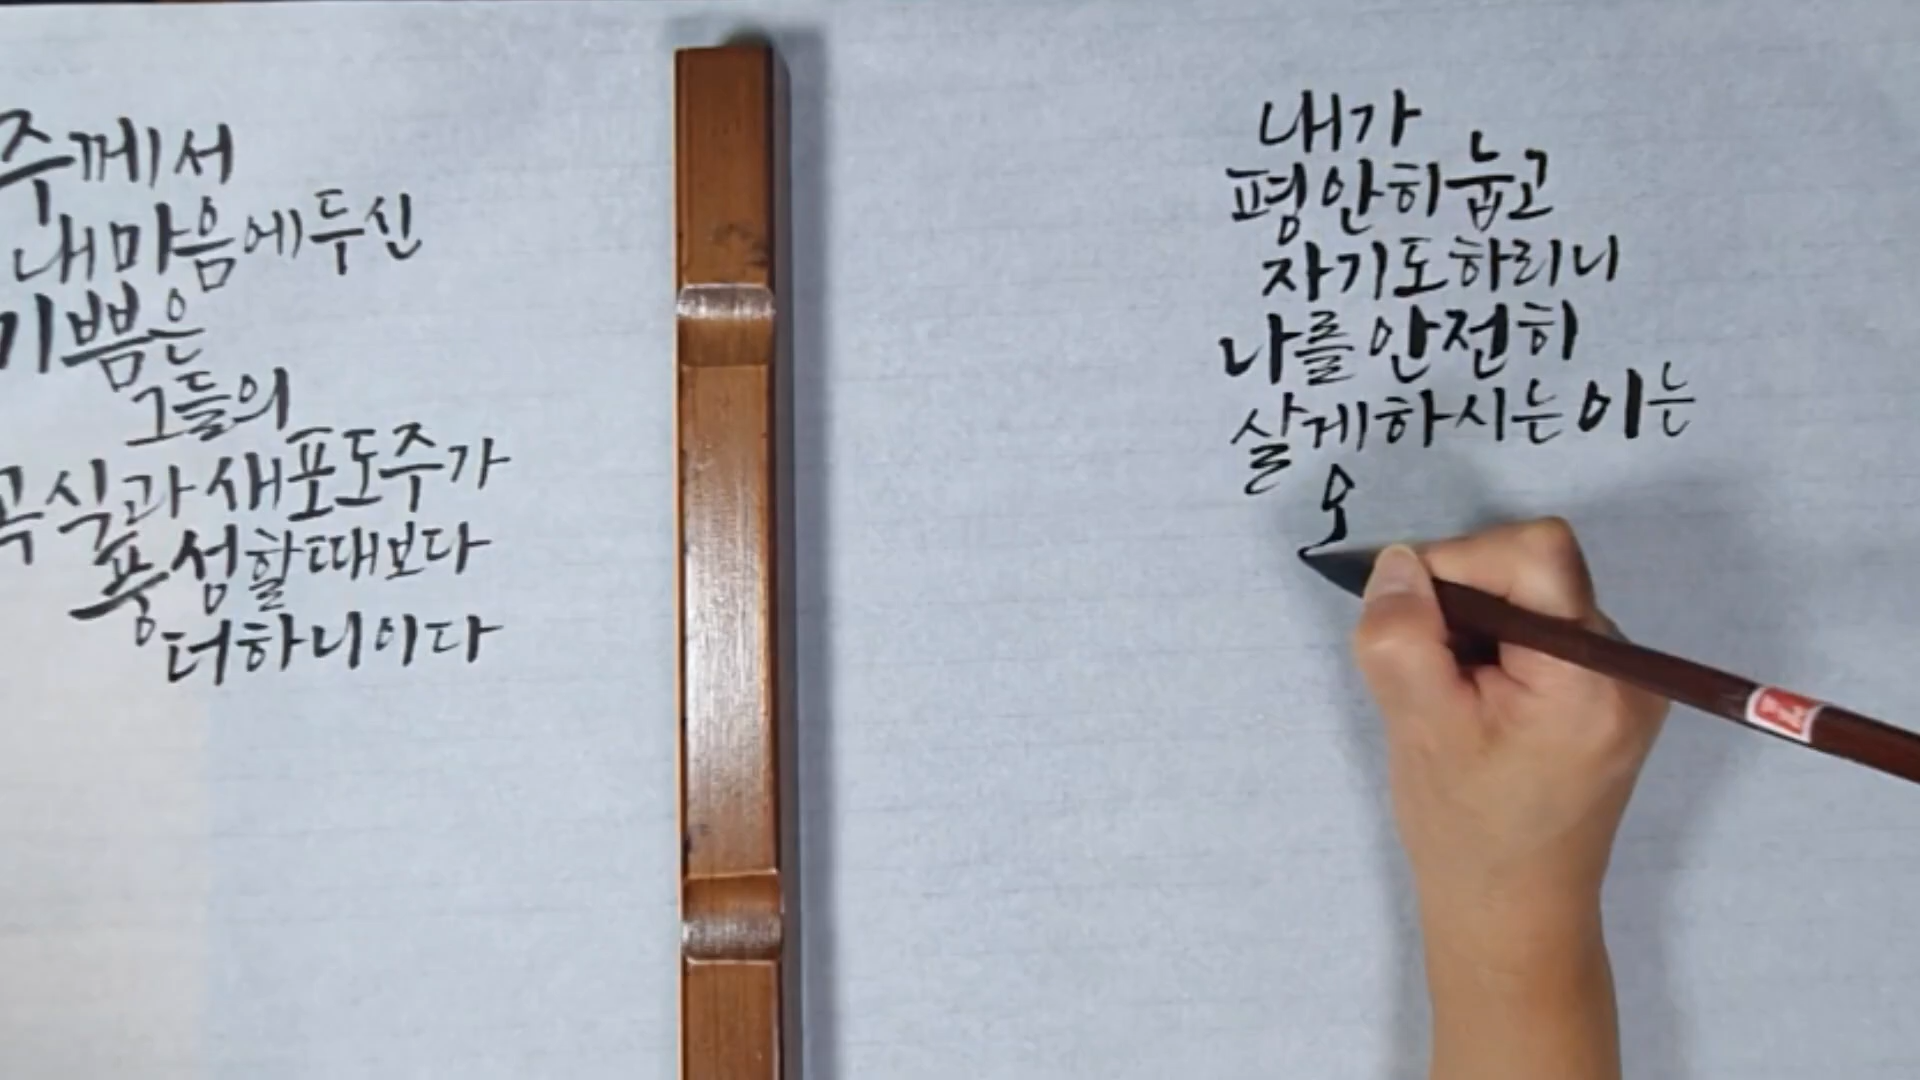 주께서
내 마음에 두신
기쁨은
그들의
곡식과 새 포도주가
풍성할 때보다
더하니이다
내가
평안히 눕고
자기도 하리니
나를 안전히
살게 하시는 이는
오